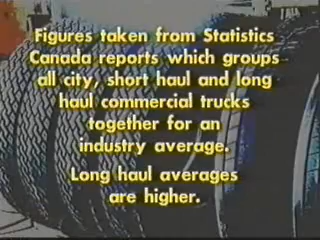 Figures taken from Statistics
Canada reports which groups
all city, short haul and long
haul commercial trucks
together for an
industry average.
Long haul averages
are higher.